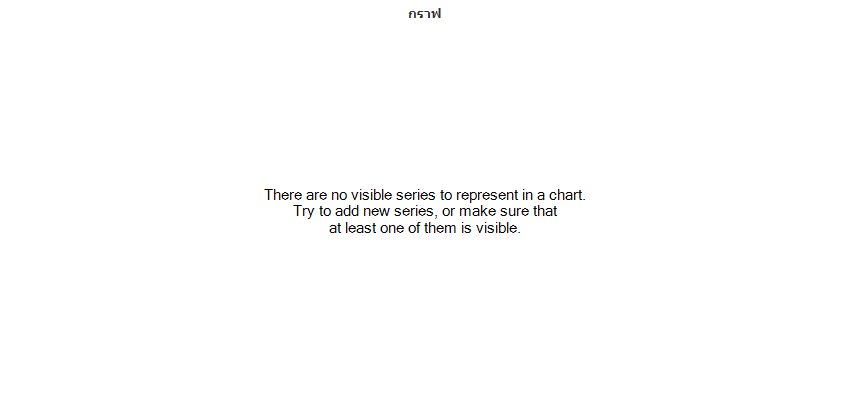 กราฟ
There are no visible series to represent in a chart.
Try to add new series, or make sure that
at least one of them is visible.